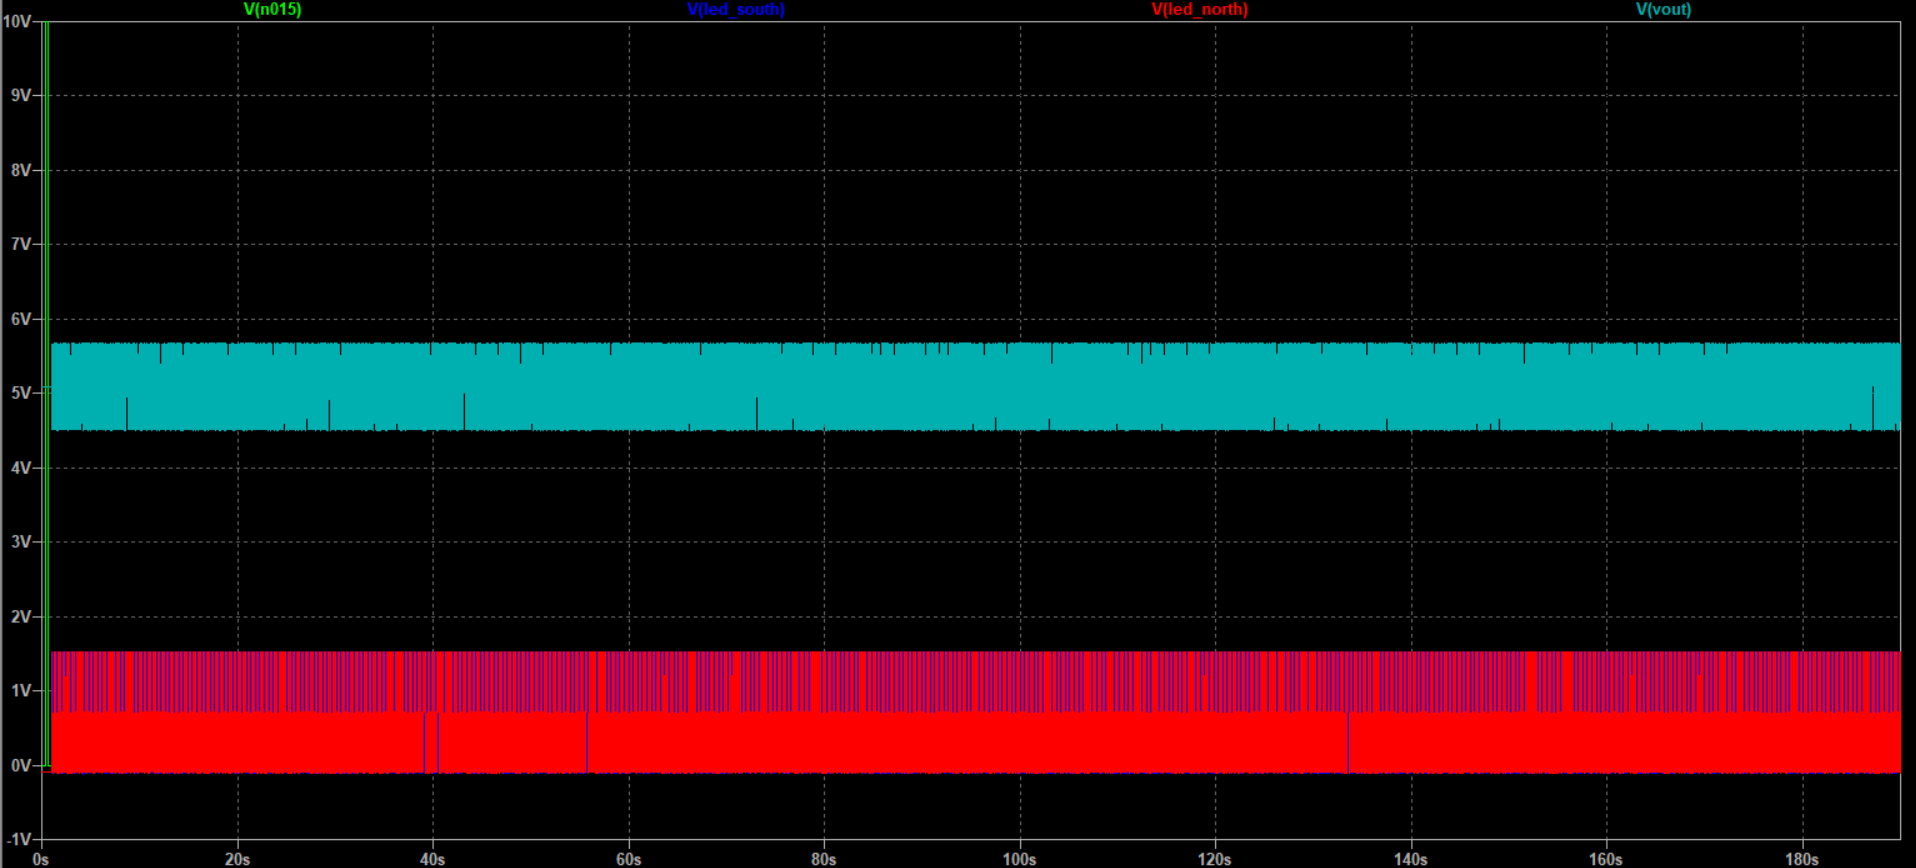 V(n015) V(led_south) V(led_north) V(vout)
10V
9V
8V
7V
6V
5V
4V
3V
2V
1V
0V
-1V
0s 20s 40s 60s 80s 100s 120s 140s 160s 180s